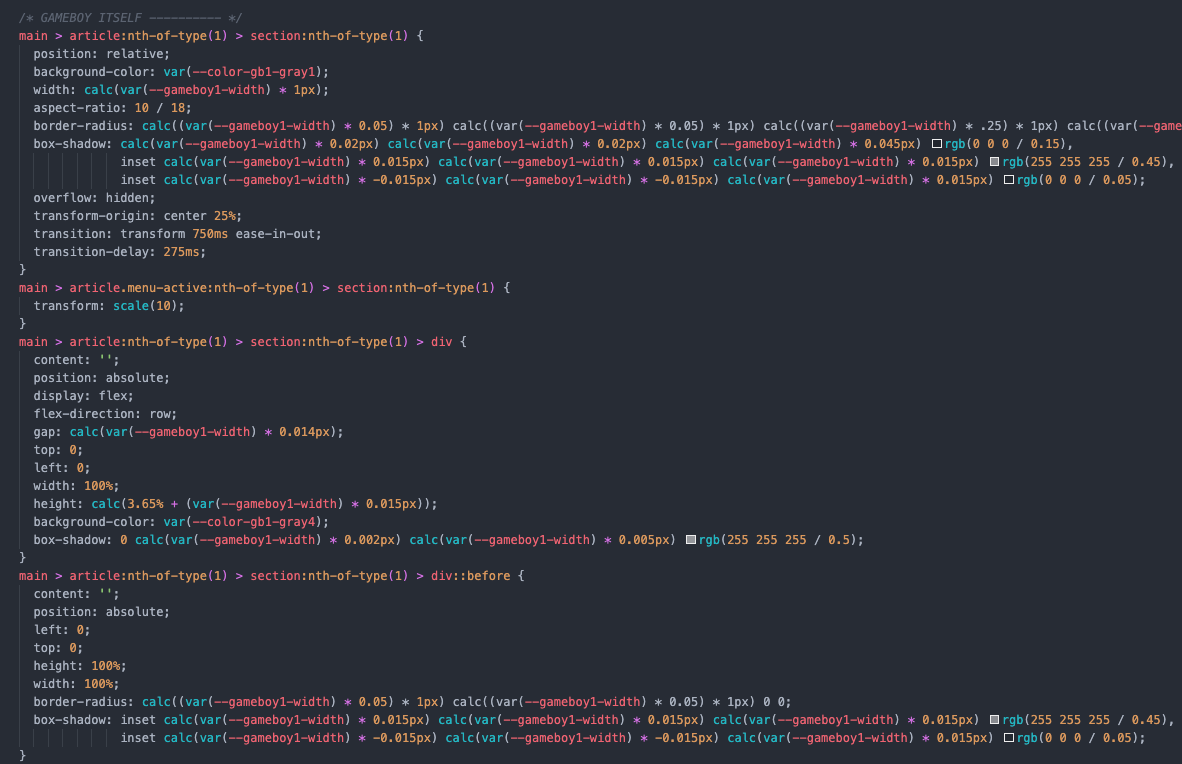 /* GAMEBOY ITSELF ---------- */
main > article:nth-of-type(1) > section:nth-of-type(1) {
position: relative;
background-color: var(--color-gb1-gray1);
width: calc(var(--gameboy1-width) * 1px);
aspect-ratio: 10 / 18;
border-radius: calc((var(--gameboy1-width) * 0.05) * 1px) calc((var(--gameboy1-width) * 0.05) * 1px) calc((var(--gameboy1-width) * .25) * 1px) calc((var(--game
box-shadow: calc(var(--gameboy1-width) * 0.02px) calc(var(--gameboy1-width) * 0.02px) calc(var(--gameboy1-width) * 0.045px) rgb(0 0 0 / 0.15),
inset calc(var(--gameboy1-width) * 0.015px) calc(var(--gameboy1-width) * 0.015px) calc(var(--gameboy1-width) * 0.015px) rgb(255 255 255 / 0.45),
inset calc(var(--gameboy1-width) * -0.015px) calc(var(--gameboy1-width) * -0.015px) calc(var(--gameboy1-width) * 0.015px) rgb(0 0 0 / 0.05);
overflow: hidden;
transform-origin: center 25%;
transition: transform 750ms ease-in-out;
transition-delay: 275ms;
}
main > article.menu-active:nth-of-type(1) > section:nth-of-type(1) {
transform: scale(10);
}
main > article:nth-of-type(1) > section:nth-of-type(1) > div {
content: '';
position: absolute;
display: flex;
flex-direction: row;
gap: calc(var(--gameboy1-width) * 0.014px);
top: 0;
left: 0;
width: 100%;
height: calc(3.65% + (var(--gameboy1-width) * 0.015px));
background-color: var(--color-gb1-gray4);
box-shadow: 0 calc(var(--gameboy1-width) * 0.002px) calc(var(--gameboy1-width) * 0.005px) rgb(255 255 255 / 0.5);
}
main > article:nth-of-type(1) > section:nth-of-type(1) > div::before {
content: '';
position: absolute;
left: 0;
top: 0;
height: 100%;
width: 100%;
border-radius: calc((var(--gameboy1-width) * 0.05) * 1px) calc((var(--gameboy1-width) * 0.05) * 1px) 0 0;
box-shadow: inset calc(var(--gameboy1-width) * 0.015px) calc(var(--gameboy1-width) * 0.015px) calc(var(--gameboy1-width) * 0.015px) rgb(255 255 255 / 0.45),
inset calc(var(--gameboy1-width) * -0.015px) calc(var(--gameboy1-width) * -0.015px) calc(var(--gameboy1-width) * 0.015px) rgb(0 0 0 / 0.05);
}